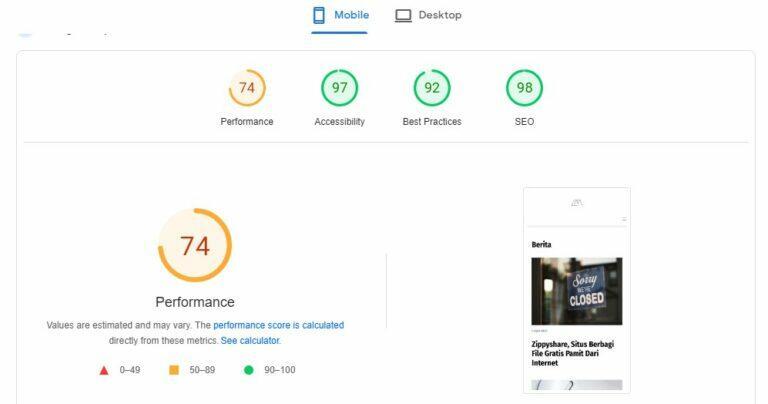 Mobile
Desktop
74
97
92
98
Performance
Accessibility
Best Practices
SEO
74
Performance
Values are estimated and may vary. The performance score is calculated
directly from these metrics. See calculator.
0–49
50–89
90–100
Berita
Sorry
WE'RE
CLOSED
Zippyshare, Situs Berbagi
File Gratis Pamit Dari
Internet